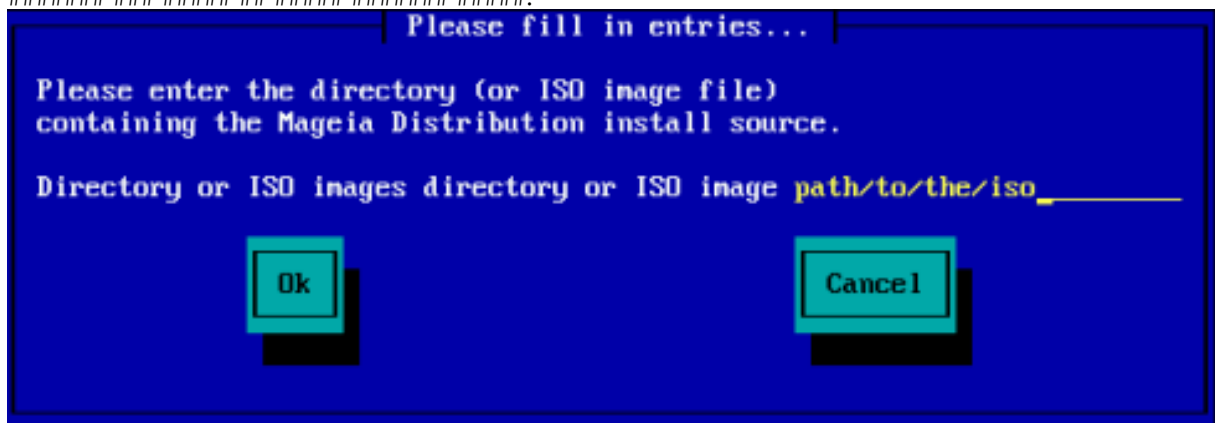 Please fill in entries...
Please enter the directory (or ISO image file)
containing the Mageia Distribution install source.
Directory or ISO images directory or ISO image path/to/the/iso_
Ok Cancel